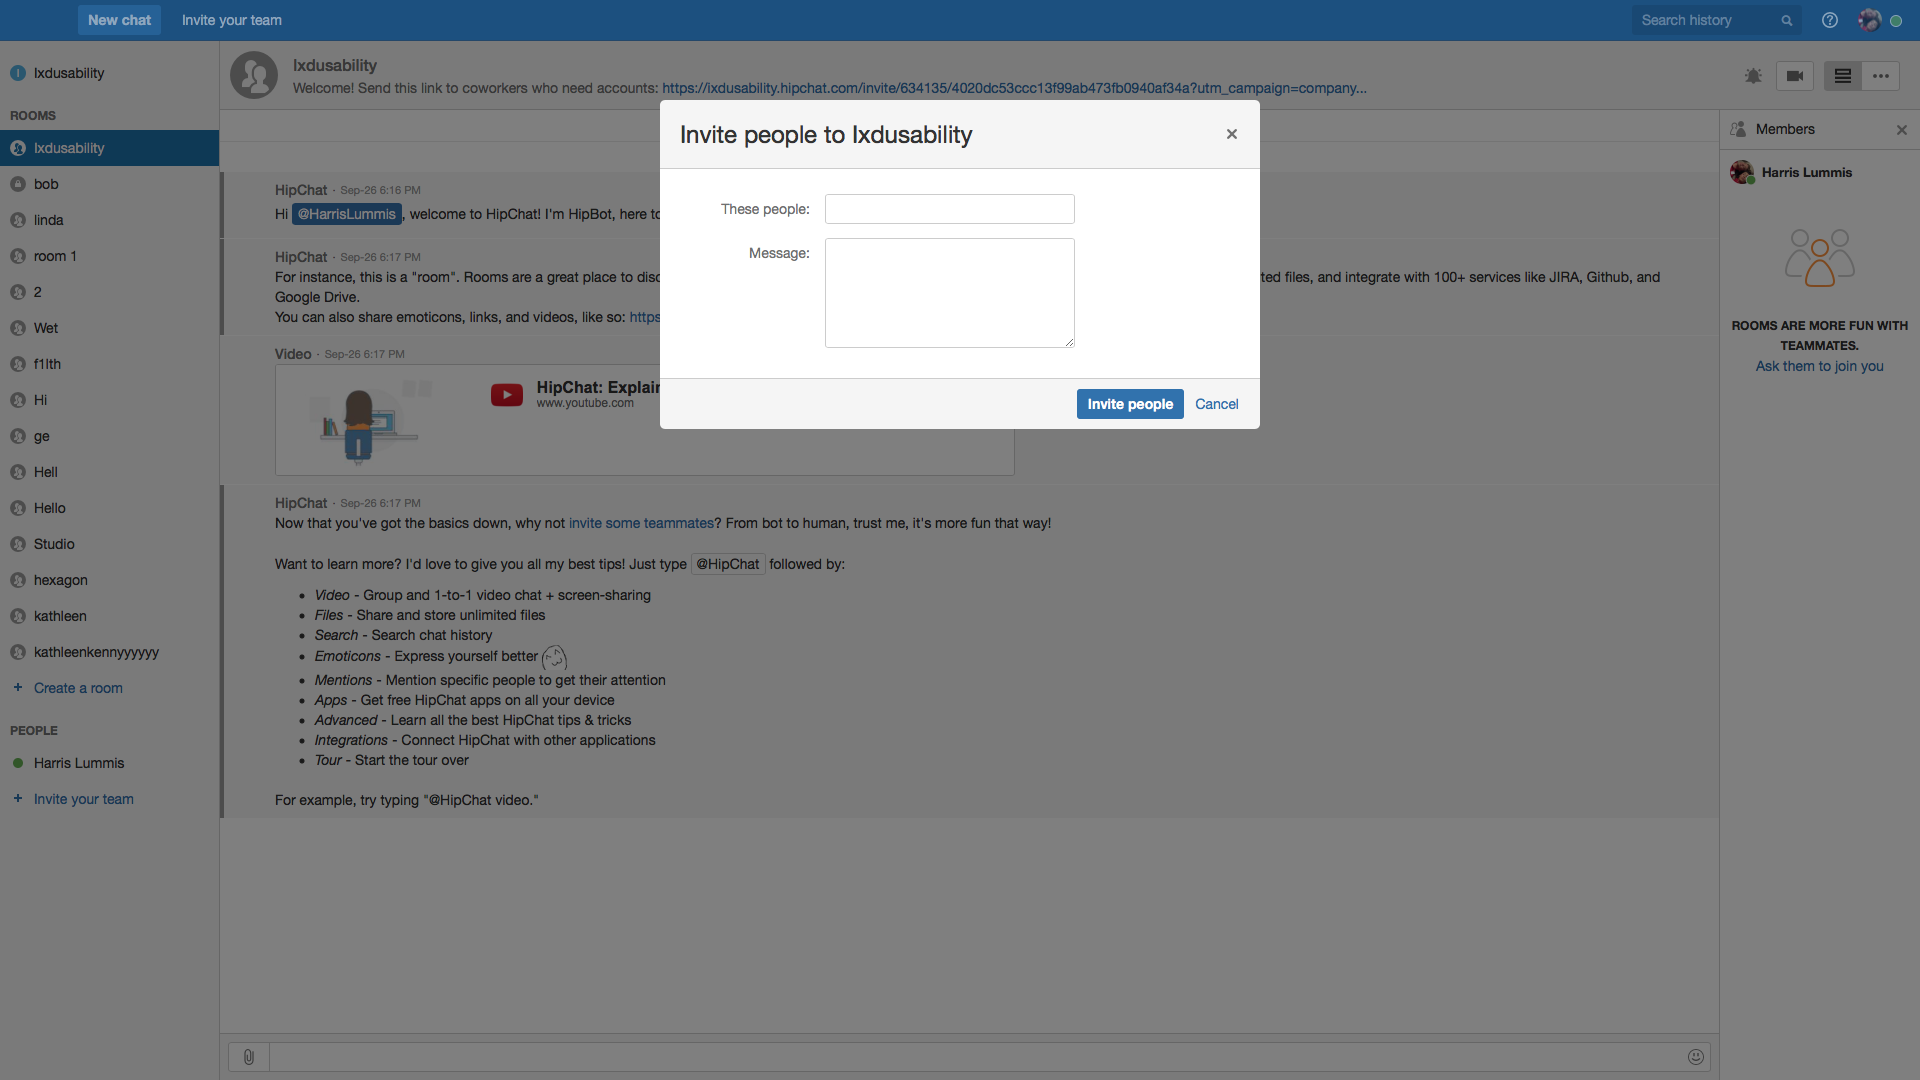 New chat
Invite your team
Search history
Ixdusability
ROOMS
Ixdusability
bob
linda
room 1
2
Wet
f1lth
Hi
ge
Hell
Hello
Studio
hexagon
kathleen
kathleenkennyyyyyy
+ Create a room
PEOPLE
Harris Lummis
+ Invite your team
Ixdusability
Welcome! Send this link to coworkers who need accounts: https://ixdusability.hipchat.com/invite/634135/4020dc53ccc13f99ab473fb0940af34a?utm_campaign=company...
HipChat · Sep-26 6:16 PM
Hi @HarrisLummis, welcome to HipChat! I'm HipBot, here to
HipChat · Sep-26 6:17 PM
For instance, this is a "room". Rooms are a great place to disc
ted files, and integrate with 100+ services like JIRA, Github, and
Google Drive.
You can also share emoticons, links, and videos, like so: https
Video · Sep-26 6:17 PM
HipChat: Explain
www.youtube.com
HipChat · Sep-26 6:17 PM
Now that you've got the basics down, why not invite some teammates? From bot to human, trust me, it's more fun that way!
Want to learn more? I'd love to give you all my best tips! Just type @HipChat followed by:
• Video - Group and 1-to-1 video chat + screen-sharing
• Files - Share and store unlimited files
• Search - Search chat history
• Emoticons - Express yourself better
• Mentions - Mention specific people to get their attention
• Apps - Get free HipChat apps on all your device
• Advanced - Learn all the best HipChat tips & tricks
• Integrations - Connect HipChat with other applications
• Tour - Start the tour over
For example, try typing "@HipChat video."
Invite people to Ixdusability
These people:
Message:
Invite people
Cancel
Members
Harris Lummis
ROOMS ARE MORE FUN WITH
TEAMMATES.
Ask them to join you